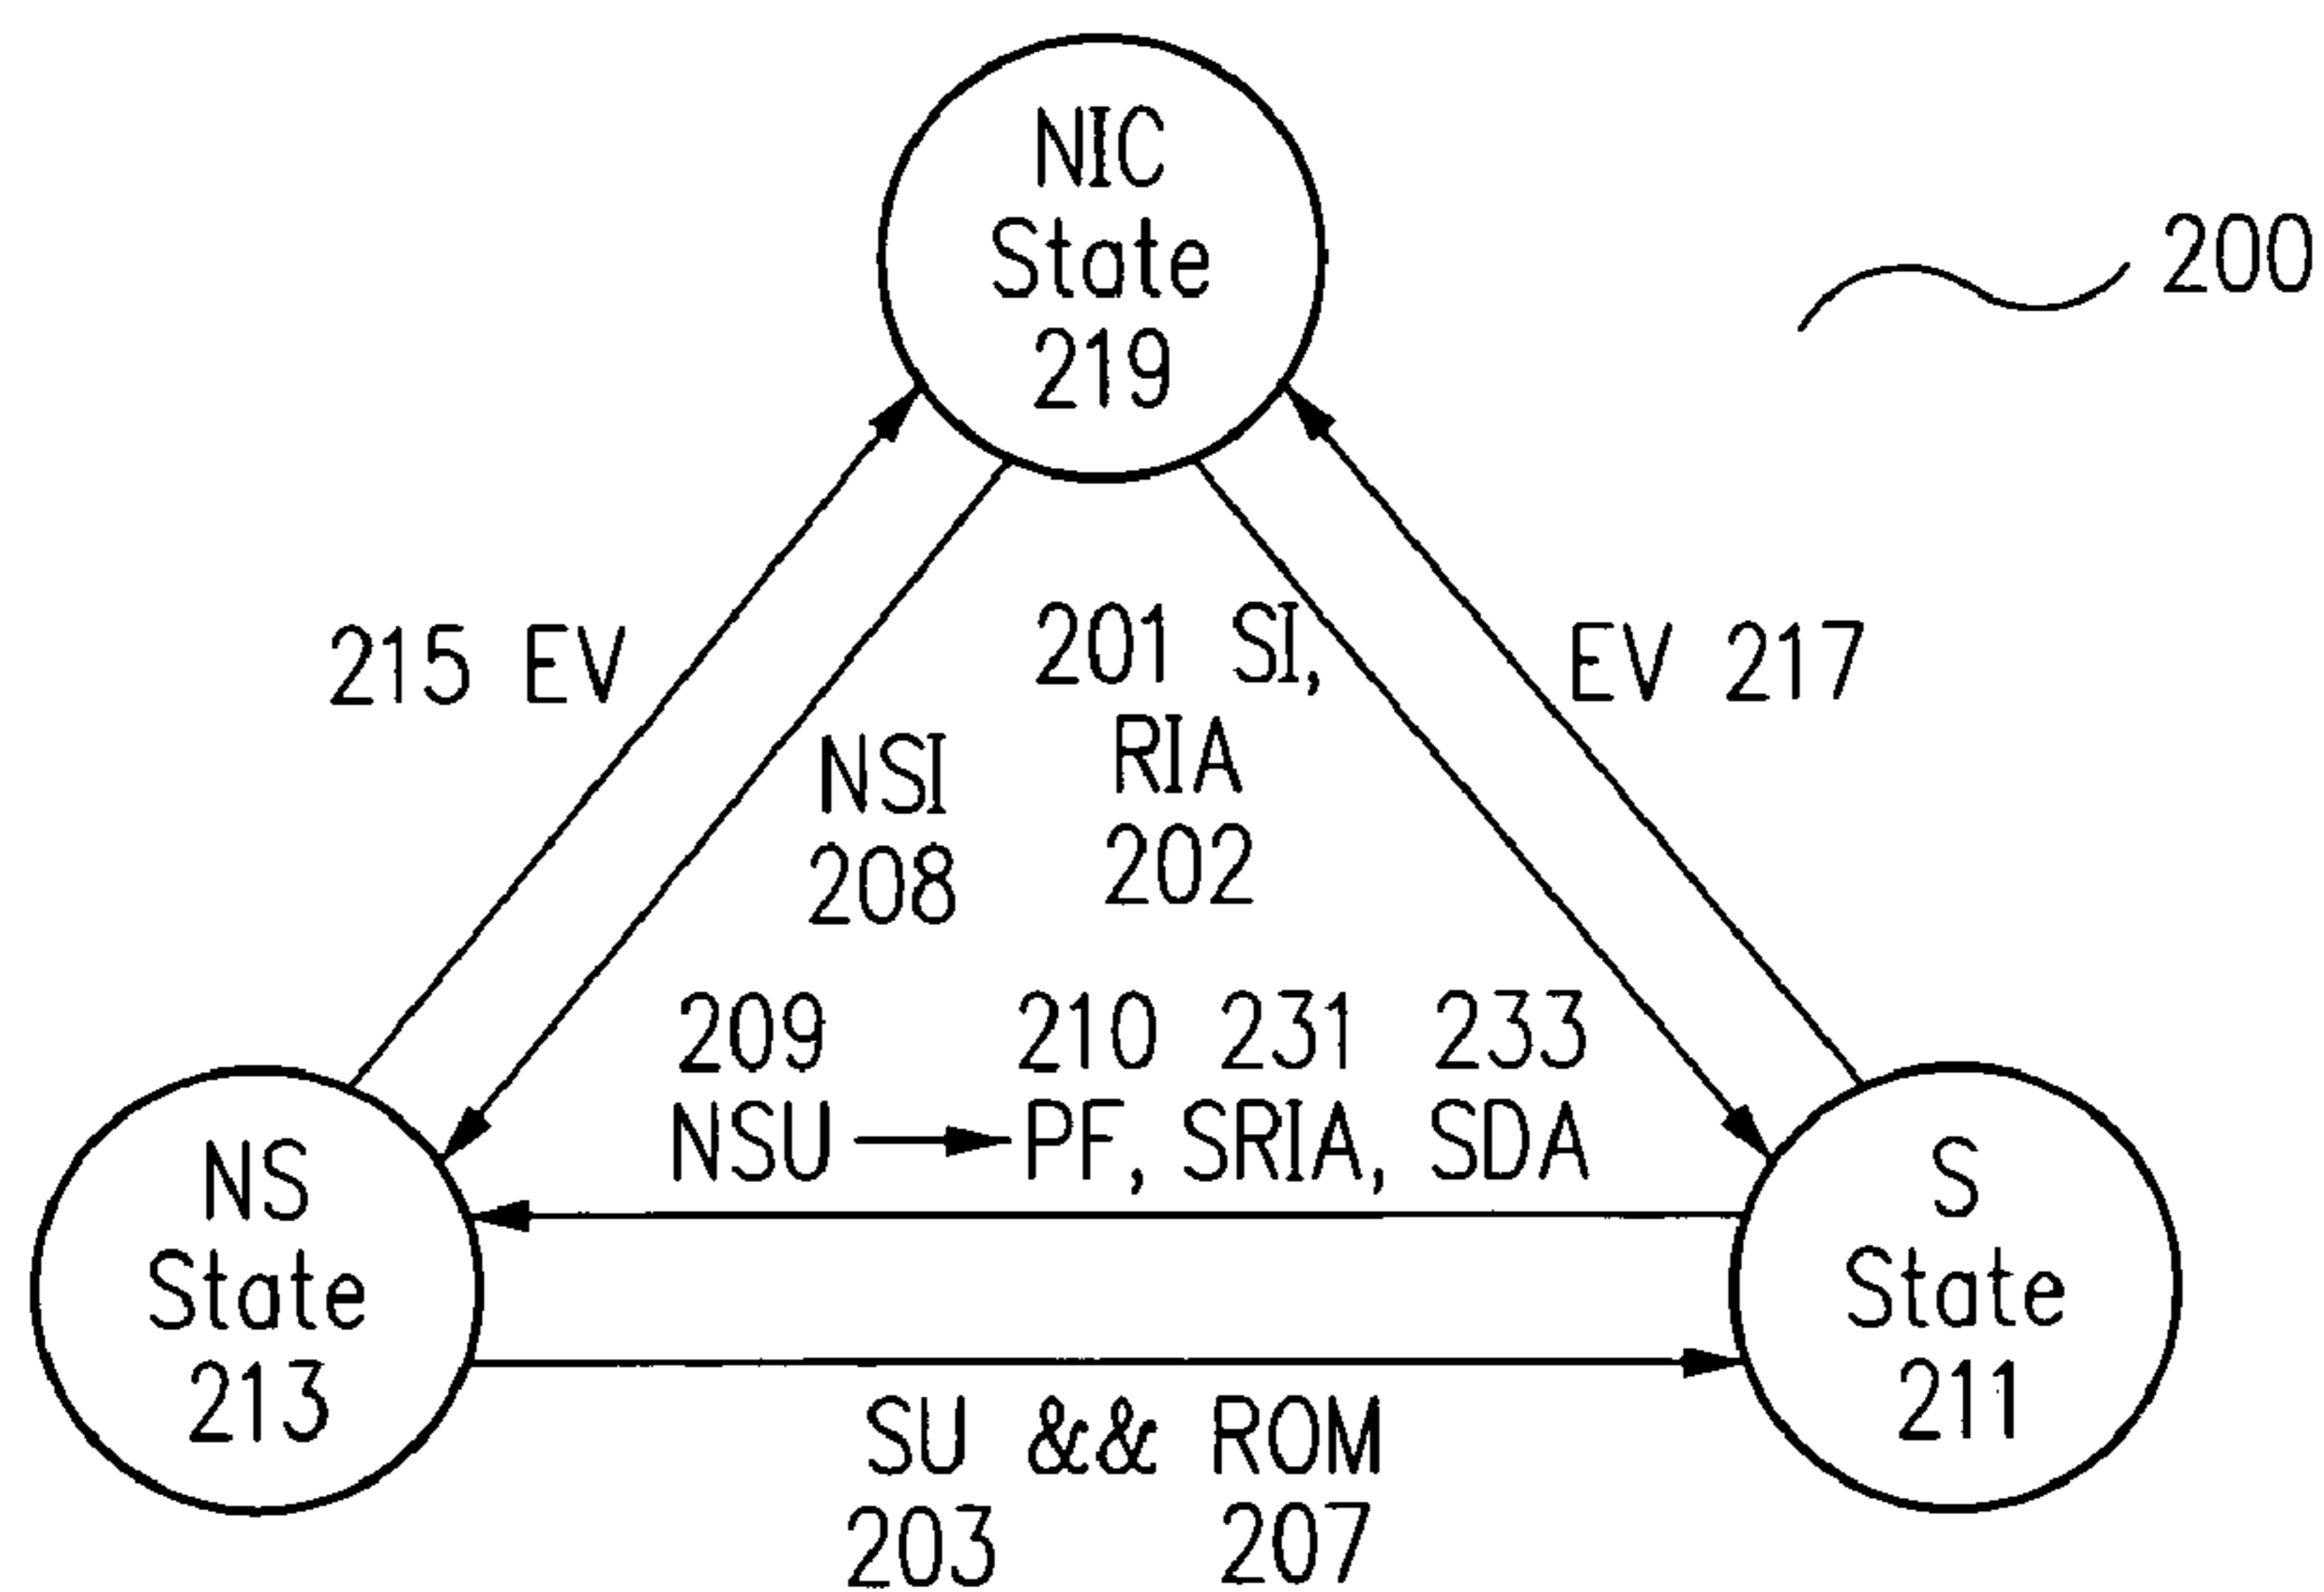 NIC
State
219
200
215 EV
201 SI,
RIA
202
EV 217
NSI
208
209 210 231 233
NSU PF, SRIA, SDA
NS
State
213
S
State
211
SU && ROM
203 207